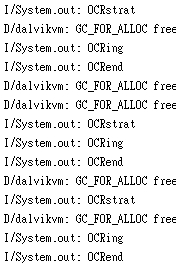 I/System.out: OCRstrat
D/dalvikvm: GC_FOR_ALLOC free
I/System.out: OCRing
I/System.out: OCRend
D/dalvikvm: GC_FOR_ALLOC free
D/dalvikvm: GC_FOR_ALLOC free
I/System.out: OCRstrat
I/System.out: OCRing
I/System.out: OCRend
D/dalvikvm: GC_FOR_ALLOC free
I/System.out: OCRstrat
D/dalvikvm: GC_FOR_ALLOC free
I/System.out: OCRing
I/System.out: OCRend